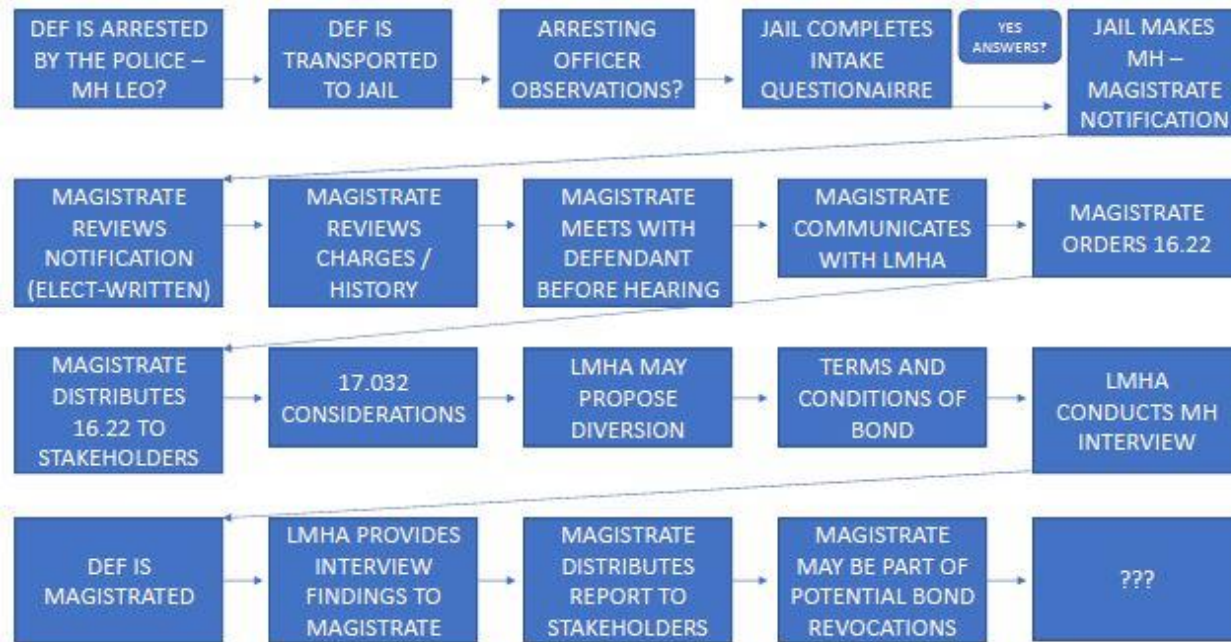 DEF IS ARRESTED
BY THE POLICE –
MH LEO?
DEF IS
TRANSPORTED
TO JAIL
ARRESTING
OFFICER
OBSERVATIONS?
JAIL COMPLETES
INTAKE
QUESTIONAIRRE
YES
ANSWERS?
JAIL MAKES
MH –
MAGISTRATE
NOTIFICATION
MAGISTRATE
REVIEWS
NOTIFICATION
(ELECT-WRITTEN)
MAGISTRATE
REVIEWS
CHARGES /
HISTORY
MAGISTRATE
MEETS WITH
DEFENDANT
BEFORE HEARING
MAGISTRATE
COMMUNICATES
WITH LMHA
MAGISTRATE
ORDERS 16.22
MAGISTRATE
DISTRIBUTES
16.22 TO
STAKEHOLDERS
17.032
CONSIDERATIONS
LMHA MAY
PROPOSE
DIVERSION
TERMS AND
CONDITIONS OF
BOND
LMHA
CONDUCTS MH
INTERVIEW
DEF IS
MAGISTRATED
LMHA PROVIDES
INTERVIEW
FINDINGS TO
MAGISTRATE
MAGISTRATE
DISTRIBUTES
REPORT TO
STAKEHOLDERS
MAGISTRATE
MAY BE PART OF
POTENTIAL BOND
REVOCATIONS
???